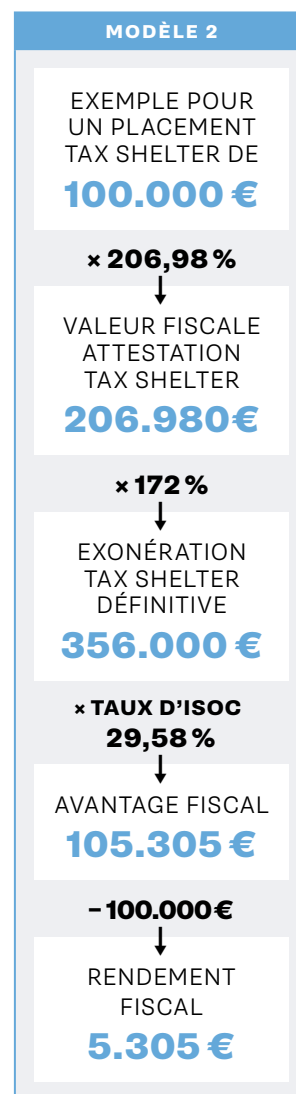 MODÈLE 2
EXEMPLE POUR
UN PLACEMENT
TAX SHELTER DE
100.000 €
× 206,98 %
VALEUR FISCALE
ATTESTATION
TAX SHELTER
206.980€
× 172 %
EXONÉRATION
TAX SHELTER
DÉFINITIVE
356.000 €
× TAUX D’ISOC
29,58 %
AVANTAGE FISCAL
105.305 €
– 100.000 €
RENDEMENT
FISCAL
5.305 €